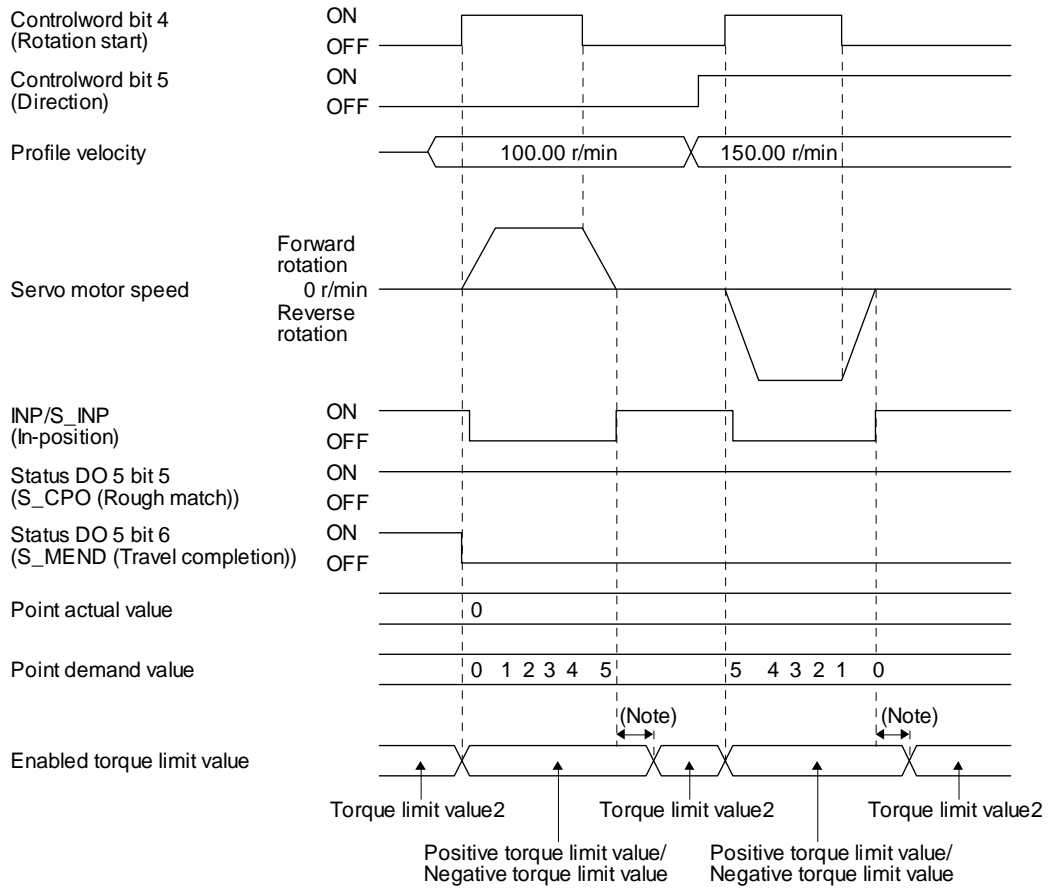 Controlword bit 4
(Rotation start)
ON
OFF
Controlword bit 5
(Direction)
ON
OFF
Profile velocity
100.00 r/min
150.00 r/min
Forward
rotation
Servo motor speed
0 r/min
Reverse
rotation
INP/S_INP
(In-position)
ON
OFF
Status DO 5 bit 5
(S_CPO (Rough match))
ON
OFF
Status DO 5 bit 6
(S_MEND (Travel completion))
ON
OFF
Point actual value
0
Point demand value
0 1 2 3 4 5
5 4 3 2 1 0
(Note)
(Note)
Enabled torque limit value
Torque limit value2
Torque limit value2
Torque limit value2
Positive torque limit value/
Negative torque limit value
Positive torque limit value/
Negative torque limit value